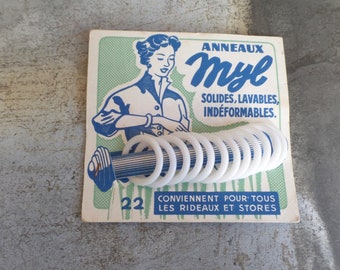 ANNEAUX
Myl
SOLIDES, LAVABLES,
INDÉFORMABLES.
22
CONVIENNENT POUR TOUS
LES RIDEAUX ET STORES